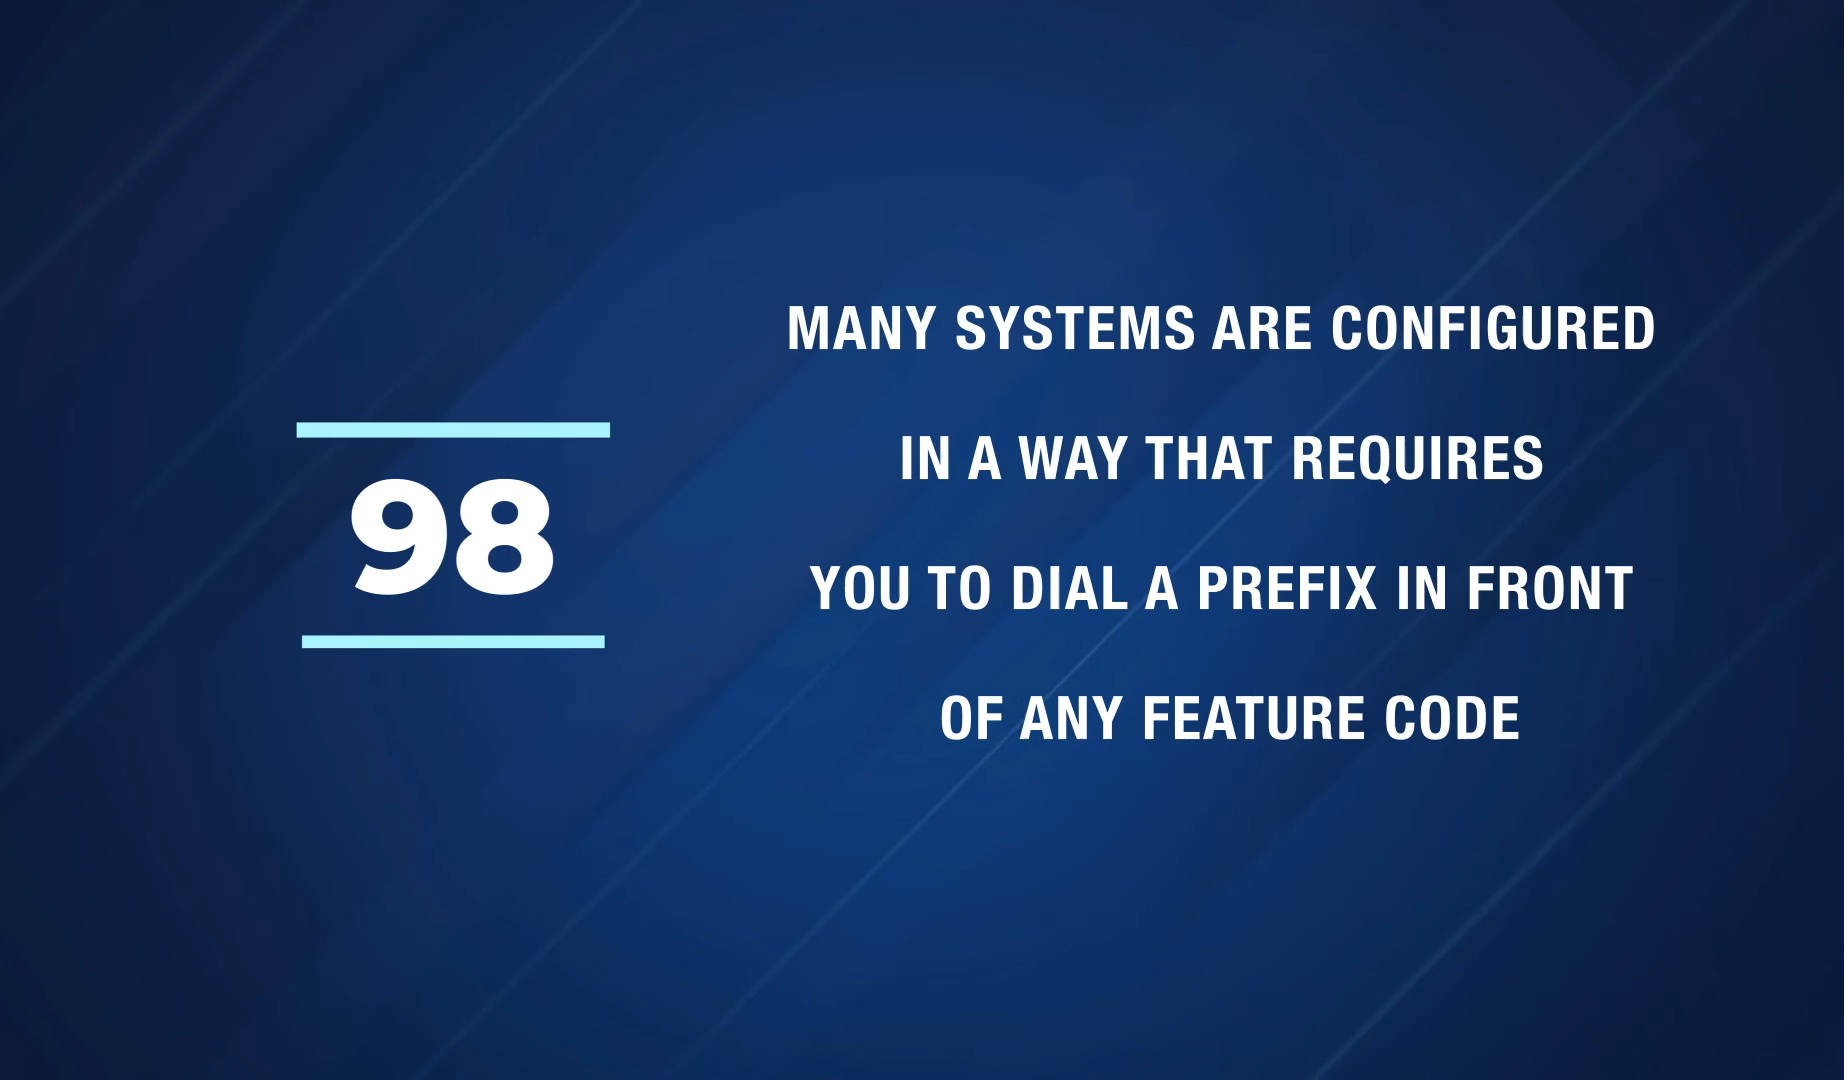 98
MANY SYSTEMS ARE CONFIGURED
IN A WAY THAT REQUIRES
YOU TO DIAL A PREFIX IN FRONT
OF ANY FEATURE CODE